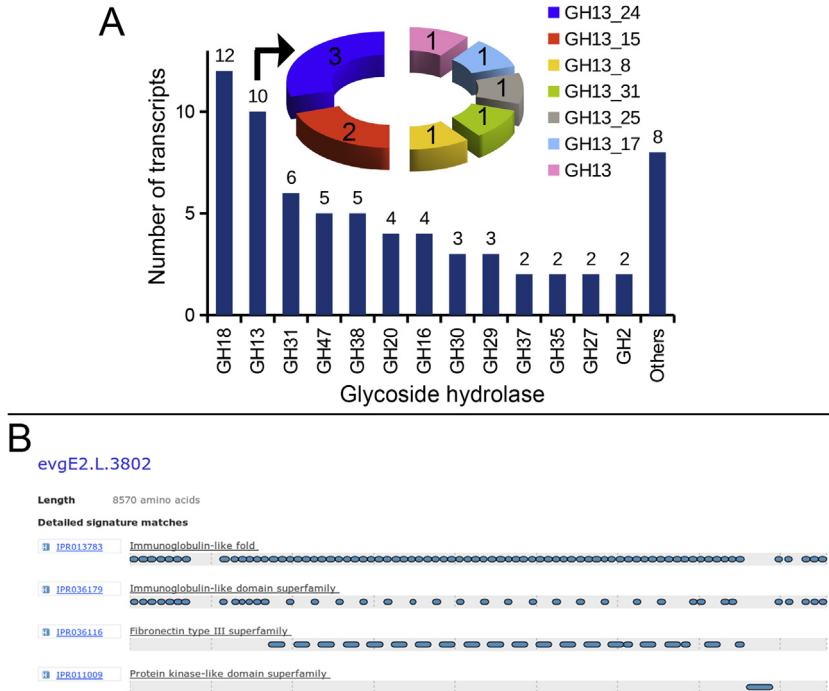 A
GH13_24
GH13_15
GH13_8
GH13_31
GH13_25
GH13_17
GH13
3
1
1
1
1
1
2
Number of transcripts
10
5
0
12
10
6
5
5
4
4
3
3
2
2
2
2
8
GH18
GH13
GH31
GH47
GH38
GH20
GH16
GH30
GH29
GH37
GH35
GH27
GH2
Others
Glycoside hydrolase
B
evgE2.L.3802
Length 8570 amino acids
Detailed signature matches
IPR013783 Immunoglobulin-like fold
IPR036179 Immunoglobulin-like domain superfamily
IPR036116 Fibronectin type III superfamily
IPR011009 Protein kinase-like domain superfamily